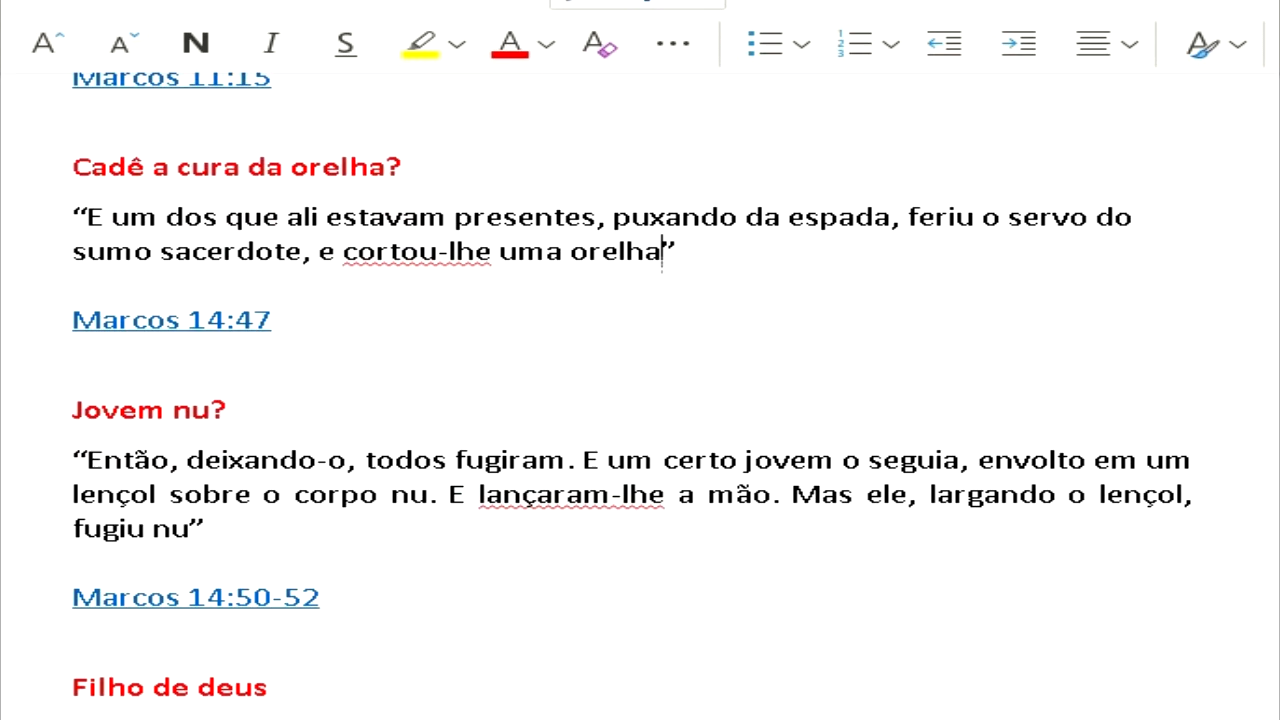 N I S
Marcos 11:15
Cadê a cura da orelha?
“E um dos que ali estavam presentes, puxando da espada, feriu o servo do
sumo sacerdote, e cortou-lhe uma orelha”
Marcos 14:47
Jovem nu?
“Então, deixando-o, todos fugiram. E um certo jovem o seguia, envolto em um
lençol sobre o corpo nu. E lançaram-lhe a mão. Mas ele, largando o lençol,
fugiu nu”
Marcos 14:50-52
Filho de deus